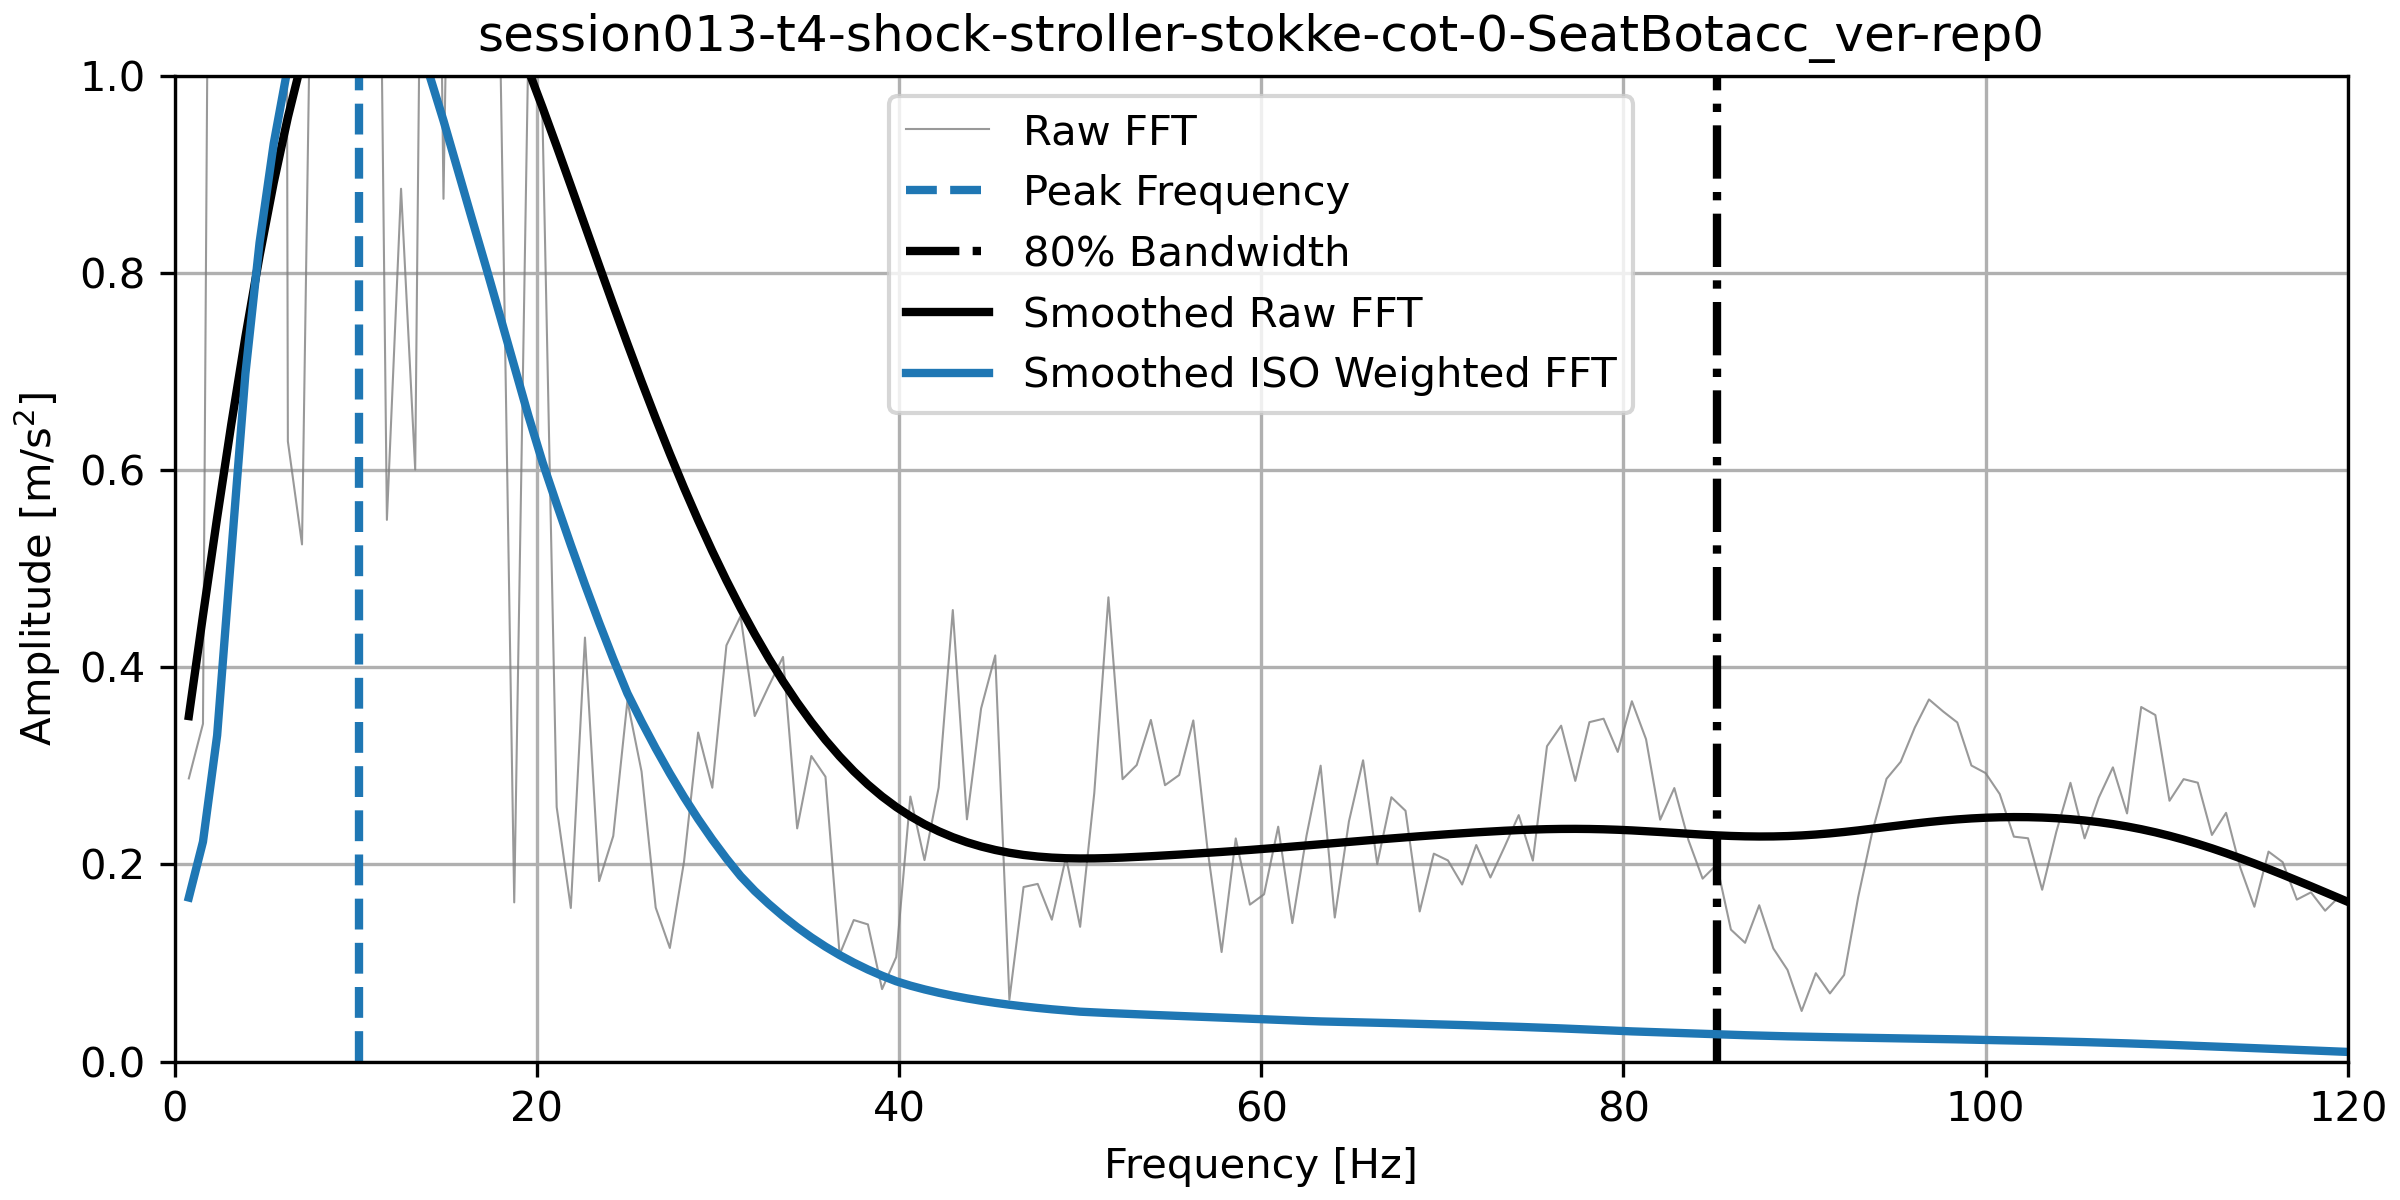 session013-t4-shock-stroller-stokke-cot-0-SeatBotacc_ver-rep0
1.0
0.8
0.6
0.4
0.2
0.0
Amplitude [m/s²]
Raw FFT
Peak Frequency
80% Bandwidth
Smoothed Raw FFT
Smoothed ISO Weighted FFT
0 20 40 60 80 100 120
Frequency [Hz]